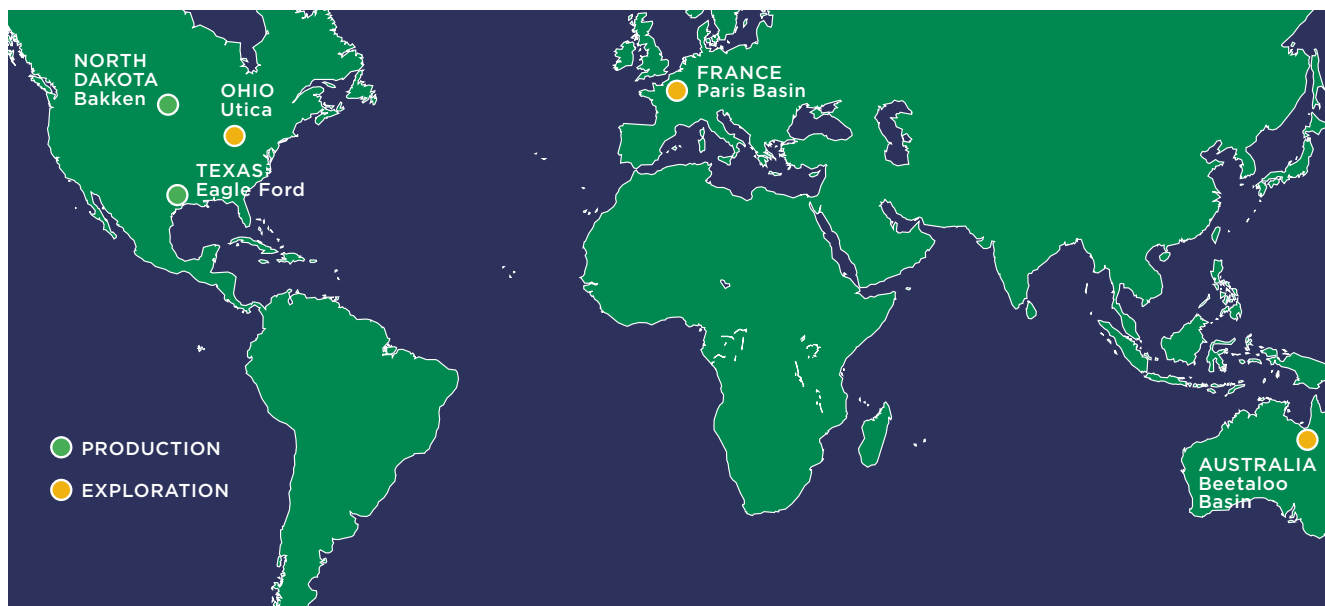 NORTH
DAKOTA
Bakken
OHIO
Utica
TEXAS
Eagle Ford
FRANCE
Paris Basin
PRODUCTION
EXPLORATION
AUSTRALIA
Beetaloo
Basin